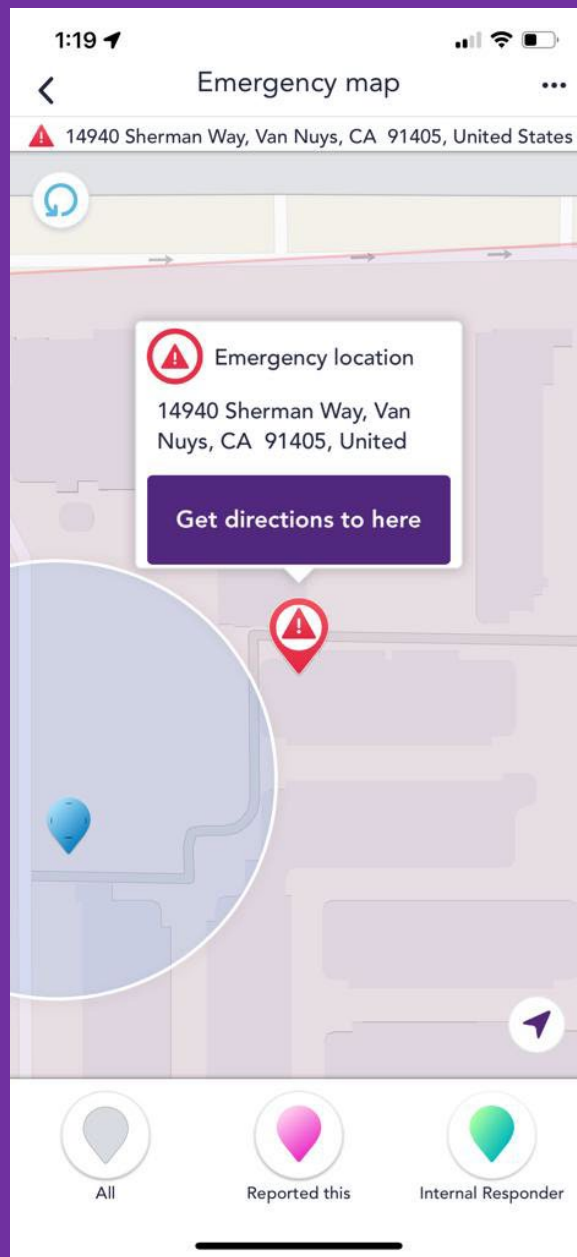 1:19
Emergency map
14940 Sherman Way, Van Nuys, CA 91405, United States
Emergency location
14940 Sherman Way, Van
Nuys, CA 91405, United
Get directions to here
All
Reported this
Internal Responder